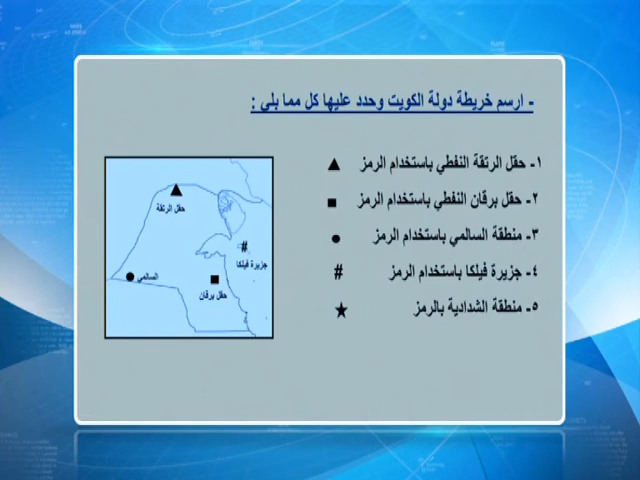 - ارسم خريطة دولة الكويت وحدد عليها كل مما يلي :
١- حقل الرتقة النفطي باستخدام الرمز ▲
٢- حقل برقان النفطي باستخدام الرمز ■
٣- منطقة السالمي باستخدام الرمز ●
٤- جزيرة فيلكا باستخدام الرمز #
٥- منطقة الشدادية بالرمز ★
حقل الرتقة
#
جزيرة فيلكا
السالمي
حقل برقان